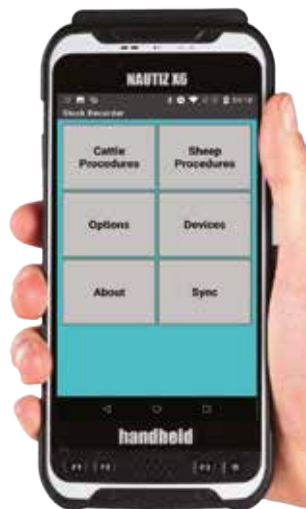 NAUTIZ X6
Stock Recorder
Cattle Procedures
Sheep Procedures
Options
Devices
About
Sync
handheld